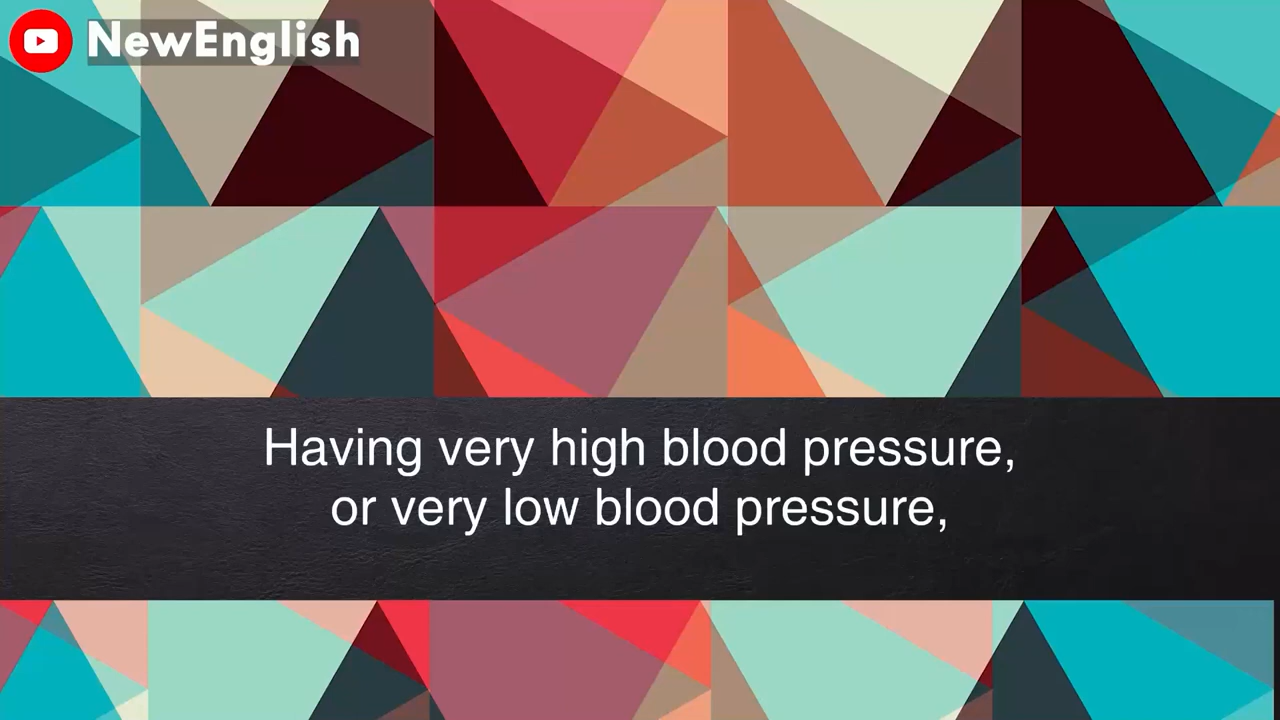 NewEnglish
Having very high blood pressure,
or very low blood pressure,